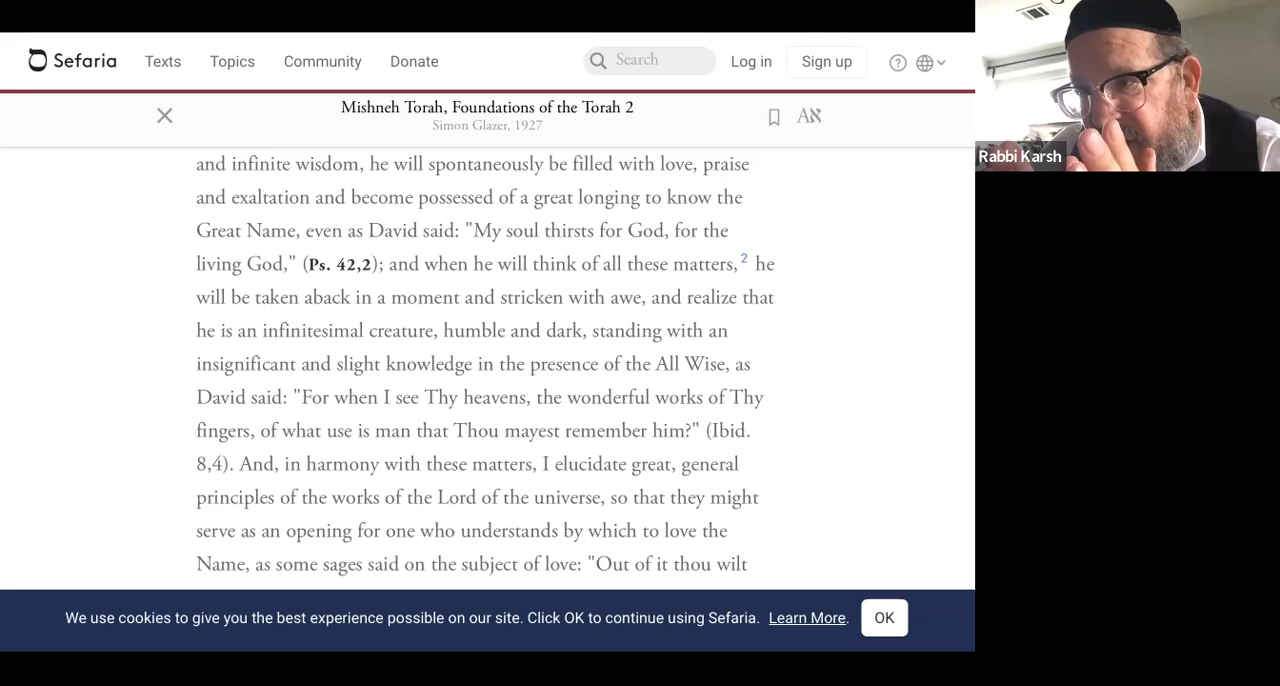 Sefaria
Texts
Topics
Community
Donate
Search
Log in
Sign up
Mishneh Torah, Foundations of the Torah 2
Simon Glazer, 1927
Aא
and infinite wisdom, he will spontaneously be filled with love, praise
and exaltation and become possessed of a great longing to know the
Great Name, even as David said: "My soul thirsts for God, for the
living God," (Ps. 42,2); and when he will think of all these matters,2 he
will be taken aback in a moment and stricken with awe, and realize that
he is an infinitesimal creature, humble and dark, standing with an
insignificant and slight knowledge in the presence of the All Wise, as
David said: "For when I see Thy heavens, the wonderful works of Thy
fingers, of what use is man that Thou mayest remember him?" (Ibid.
8,4). And, in harmony with these matters, I elucidate great, general
principles of the works of the Lord of the universe, so that they might
serve as an opening for one who understands by which to love the
Name, as some sages said on the subject of love: "Out of it thou wilt
We use cookies to give you the best experience possible on our site. Click OK to continue using Sefaria. Learn More.
OK
Rabbi Karsh